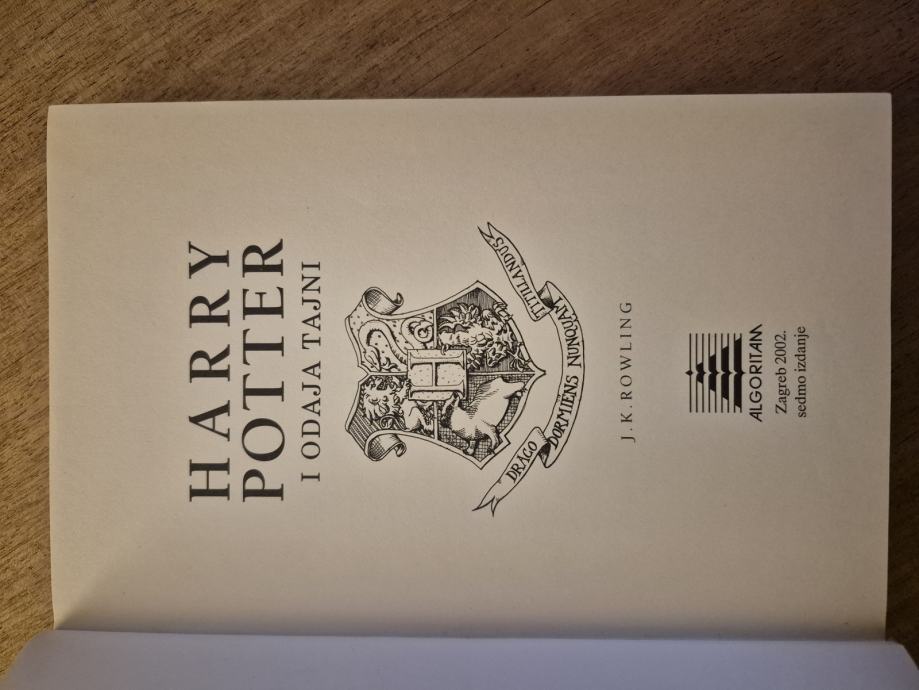 HARRY
POTTER
I ODAJA TAJNI
DRACO DORMIENS NUNQUAM TITILLANDUS
J.K.ROWLING
ALGORITAM
Zagreb 2002.
sedmo izdanje